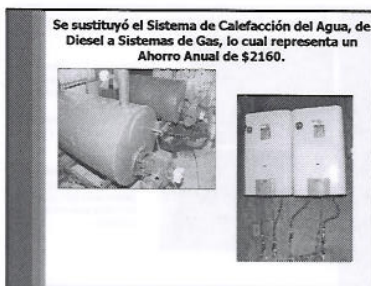 Se sustituyó el Sistema de Calefacción del Agua, de
Diesel a Sistemas de Gas, lo cual representa un
Ahorro Anual de $2160.